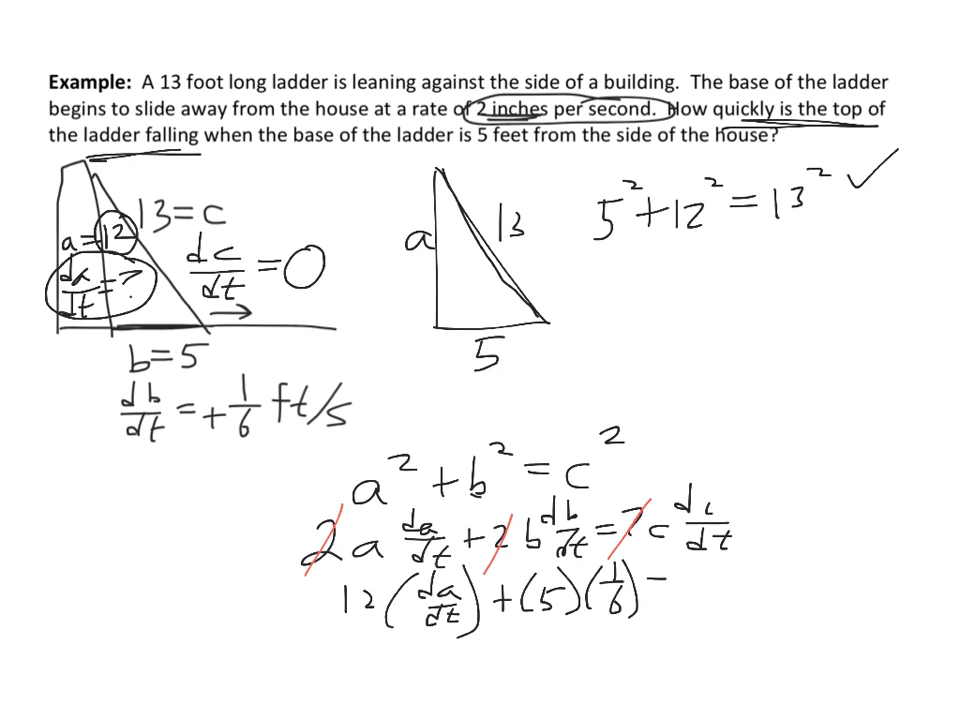 Example: A 13 foot long ladder is leaning against the side of a building. The base of the ladder
begins to slide away from the house at a rate of 2 inches per second. How quickly is the top of
the ladder falling when the base of the ladder is 5 feet from the side of the house?
13 = c
a = 12
da/dt = ?
dc/dt = 0
b = 5
db/dt = + 1/6 ft/s
a
13
5
5² + 12² = 13² ✓
a² + b² = c²
2a da/dt + 2b db/dt = 2c dc/dt
12 (da/dt) + (5)(1/6) =